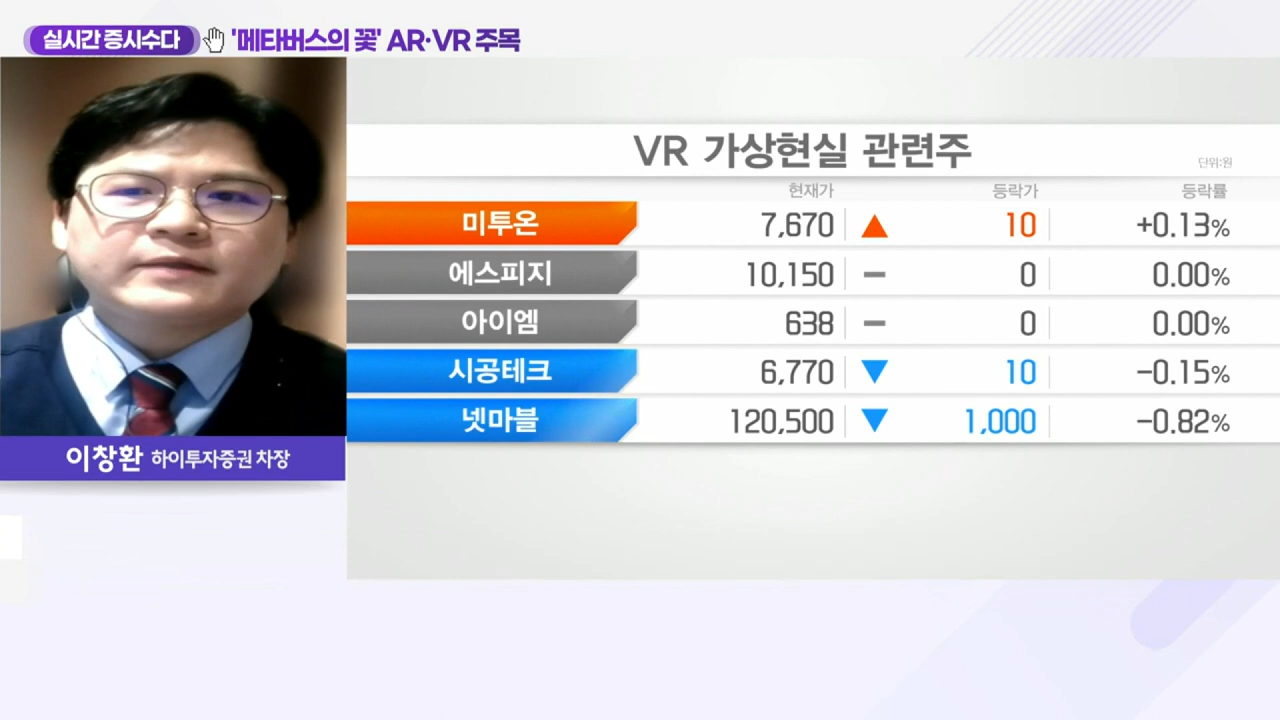 실시간 증시수다 '메타버스의 꽃' AR·VR 주목
VR 가상현실 관련주
단위:원
현재가 등락가 등락률
미투온 7,670 ▲ 10 +0.13%
에스피지 10,150 – 0 0.00%
아이엠 638 – 0 0.00%
시공테크 6,770 ▼ 10 -0.15%
넷마블 120,500 ▼ 1,000 -0.82%
이창환 하이투자증권 차장